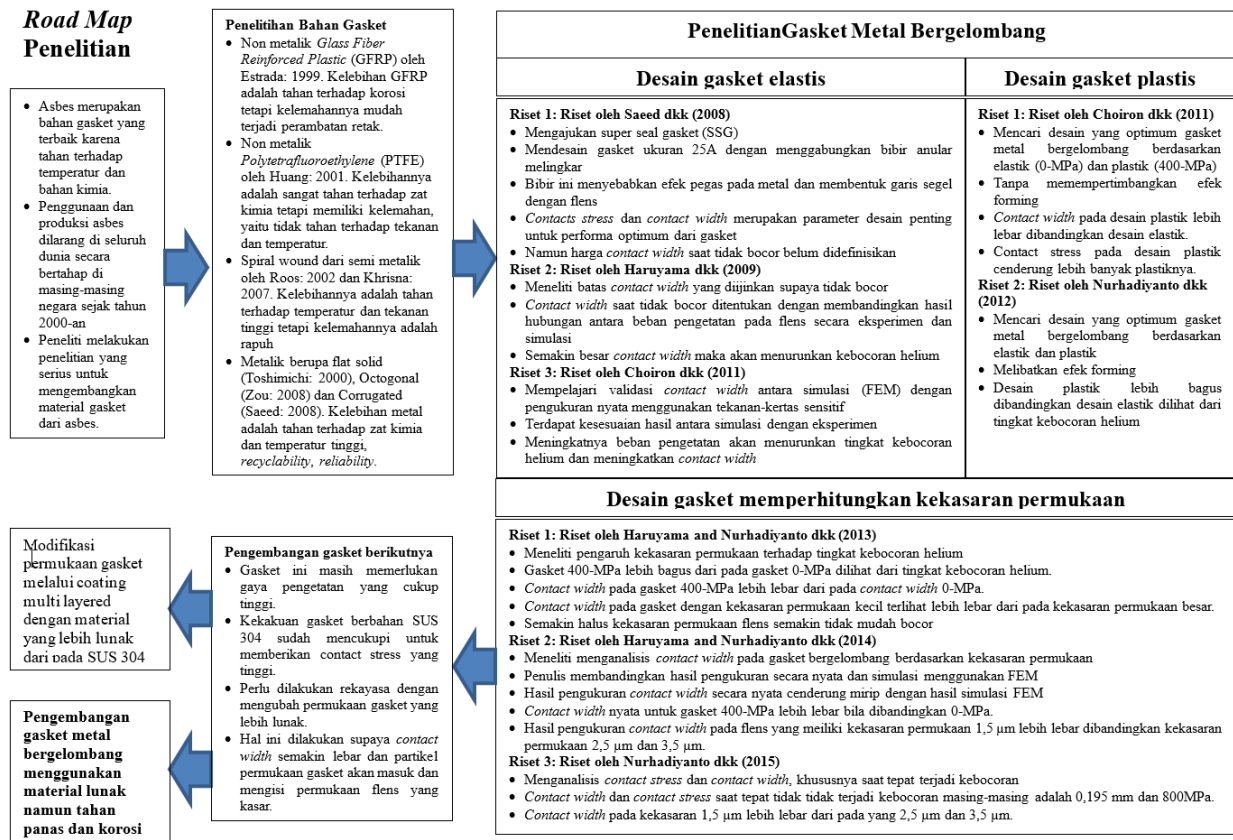 Road Map
Penelitian
• Asbes merupakan
bahan gasket yang
terbaik karena
tahan terhadap
temperatur dan
bahan kimia.
• Penggunaan dan
produksi asbes
dilarang di seluruh
dunia secara
bertahap di
masing-masing
negara sejak tahun
2000-an
• Peneliti melakukan
penelitian yang
serius untuk
mengembangkan
material gasket
dari asbes.
Penelitihan Bahan Gasket
• Non metalik Glass Fiber
Reinforced Plastic (GFRP) oleh
Estrada: 1999. Kelebihan GFRP
adalah tahan terhadap korosi
tetapi kelemahannya mudah
terjadi perambatan retak.
• Non metalik
Polytetrafluoroethylene (PTFE)
oleh Huang: 2001. Kelebihannya
adalah sangat tahan terhadap zat
kimia tetapi memiliki kelemahan,
yaitu tidak tahan terhadap tekanan
dan temperatur.
• Spiral wound dari semi metalik
oleh Roos: 2002 dan Khrisna:
2007. Kelebihannya adalah tahan
terhadap temperatur dan tekanan
tinggi tetapi kelemahannya adalah
rapuh
• Metalik berupa flat solid
(Toshimichi: 2000), Octogonal
(Zou: 2008) dan Corrugated
(Saeed: 2008). Kelebihan metal
adalah tahan terhadap zat kimia
dan temperatur tinggi,
recyclability, reliability.
PenelitianGasket Metal Bergelombang
Desain gasket elastis
Riset 1: Riset oleh Saeed dkk (2008)
• Mengajukan super seal gasket (SSG)
• Mendesain gasket ukuran 25A dengan menggabungkan bibir anular
melingkar
• Bibir ini menyebabkan efek pegas pada metal dan membentuk garis segel
dengan flens
• Contacts stress dan contact width merupakan parameter desain penting
untuk performa optimum dari gasket
• Namun harga contact width saat tidak bocor belum didefinisikan
Riset 2: Riset oleh Haruyama dkk (2009)
• Meneliti batas contact width yang diijinkan supaya tidak bocor
• Contact width saat tidak bocor ditentukan dengan membandingkan hasil
hubungan antara beban pengetatan pada flens secara eksperimen dan
simulasi
• Semakin besar contact width maka akan menurunkan kebocoran helium
Riset 3: Riset oleh Choiron dkk (2011)
• Mempelajari validasi contact width antara simulasi (FEM) dengan
pengukuran nyata menggunakan tekanan-kertas sensitif
• Terdapat kesesuaian hasil antara simulasi dengan eksperimen
• Meningkatnya beban pengetatan akan menurunkan tingkat kebocoran
helium dan meningkatkan contact width
Desain gasket plastis
Riset 1: Riset oleh Choiron dkk (2011)
• Mencari desain yang optimum gasket
metal bergelombang berdasarkan
elastik (0-MPa) dan plastik (400-MPa)
• Tanpa memempertimbangkan efek
forming
• Contact width pada desain plastik lebih
lebar dibandingkan desain elastik.
• Contact stress pada desain plastik
cenderung lebih banyak plastiknya.
Riset 2: Riset oleh Nurhadiyanto dkk
(2012)
• Mencari desain yang optimum gasket
metal bergelombang berdasarkan
elastik dan plastik
• Melibatkan efek forming
• Desain plastik lebih bagus
dibandingkan desain elastik dilihat dari
tingkat kebocoran helium
Desain gasket memperhitungkan kekasaran permukaan
Riset 1: Riset oleh Haruyama and Nurhadiyanto dkk (2013)
• Meneliti pengaruh kekasaran permukaan terhadap tingkat kebocoran helium
• Gasket 400-MPa lebih bagus dari pada gasket 0-MPa dilihat dari tingkat kebocoran helium.
• Contact width pada gasket 400-MPa lebih lebar dari pada contact width 0-MPa.
• Contact width pada gasket dengan kekasaran permukaan kecil terlihat lebih lebar dari pada kekasaran permukaan besar.
• Semakin halus kekasaran permukaan flens semakin tidak mudah bocor
Riset 2: Riset oleh Haruyama and Nurhadiyanto dkk (2014)
• Meneliti menganalisis contact width pada gasket bergelombang berdasarkan kekasaran permukaan
• Penulis membandingkan hasil pengukuran secara nyata dan simulasi menggunakan FEM
• Hasil pengukuran contact width secara nyata cenderung mirip dengan hasil simulasi FEM
• Contact width nyata untuk gasket 400-MPa lebih lebar bila dibandingkan 0-MPa.
• Hasil pengukuran contact width pada flens yang meiliki kekasaran permukaan 1,5 µm lebih lebar dibandingkan kekasaran
permukaan 2,5 µm dan 3,5 µm.
Riset 3: Riset oleh Nurhadiyanto dkk (2015)
• Menganalisis contact stress dan contact width, khususnya saat tepat terjadi kebocoran
• Contact width dan contact stress saat tepat tidak tidak terjadi kebocoran masing-masing adalah 0,195 mm dan 800MPa.
• Contact width pada kekasaran 1,5 µm lebih lebar dari pada yang 2,5 µm dan 3,5 µm.
Pengembangan gasket berikutnya
• Gasket ini masih memerlukan
gaya pengetatan yang cukup
tinggi.
• Kekakuan gasket berbahan SUS
304 sudah mencukupi untuk
memberikan contact stress yang
tinggi.
• Perlu dilakukan rekayasa dengan
mengubah permukaan gasket yang
lebih lunak.
• Hal ini dilakukan supaya contact
width semakin lebar dan partikel
permukaan gasket akan masuk dan
mengisi permukaan flens yang
kasar.
Modifikasi
permukaan gasket
melalui coating
multi layered
dengan material
yang lebih lunak
dari pada SUS 304
Pengembangan
gasket metal
bergelombang
menggunakan
material lunak
namun tahan
panas dan korosi